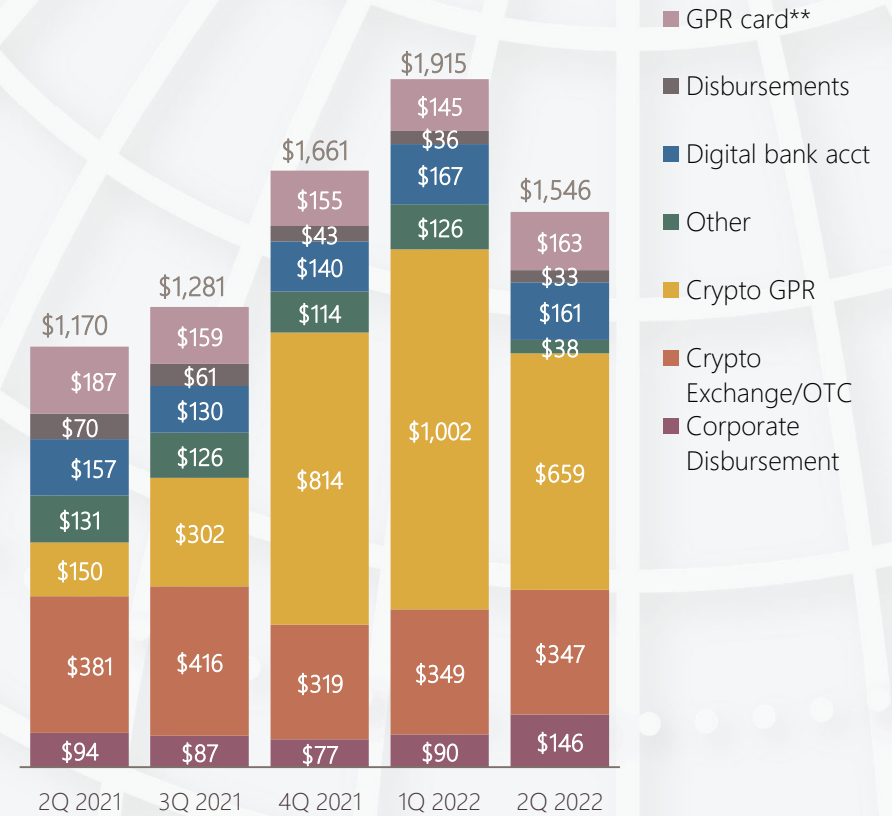 $1,170
$187
$70
$157
$131
$150
$381
$94
2Q 2021
$1,281
$159
$61
$130
$126
$302
$416
$87
3Q 2021
$1,661
$155
$43
$140
$114
$814
$319
$77
4Q 2021
$1,915
$145
$36
$167
$126
$1,002
$349
$90
1Q 2022
$1,546
$163
$33
$161
$38
$659
$347
$146
2Q 2022
GPR card**
Disbursements
Digital bank acct
Other
Crypto GPR
Crypto
Exchange/OTC
Corporate
Disbursement